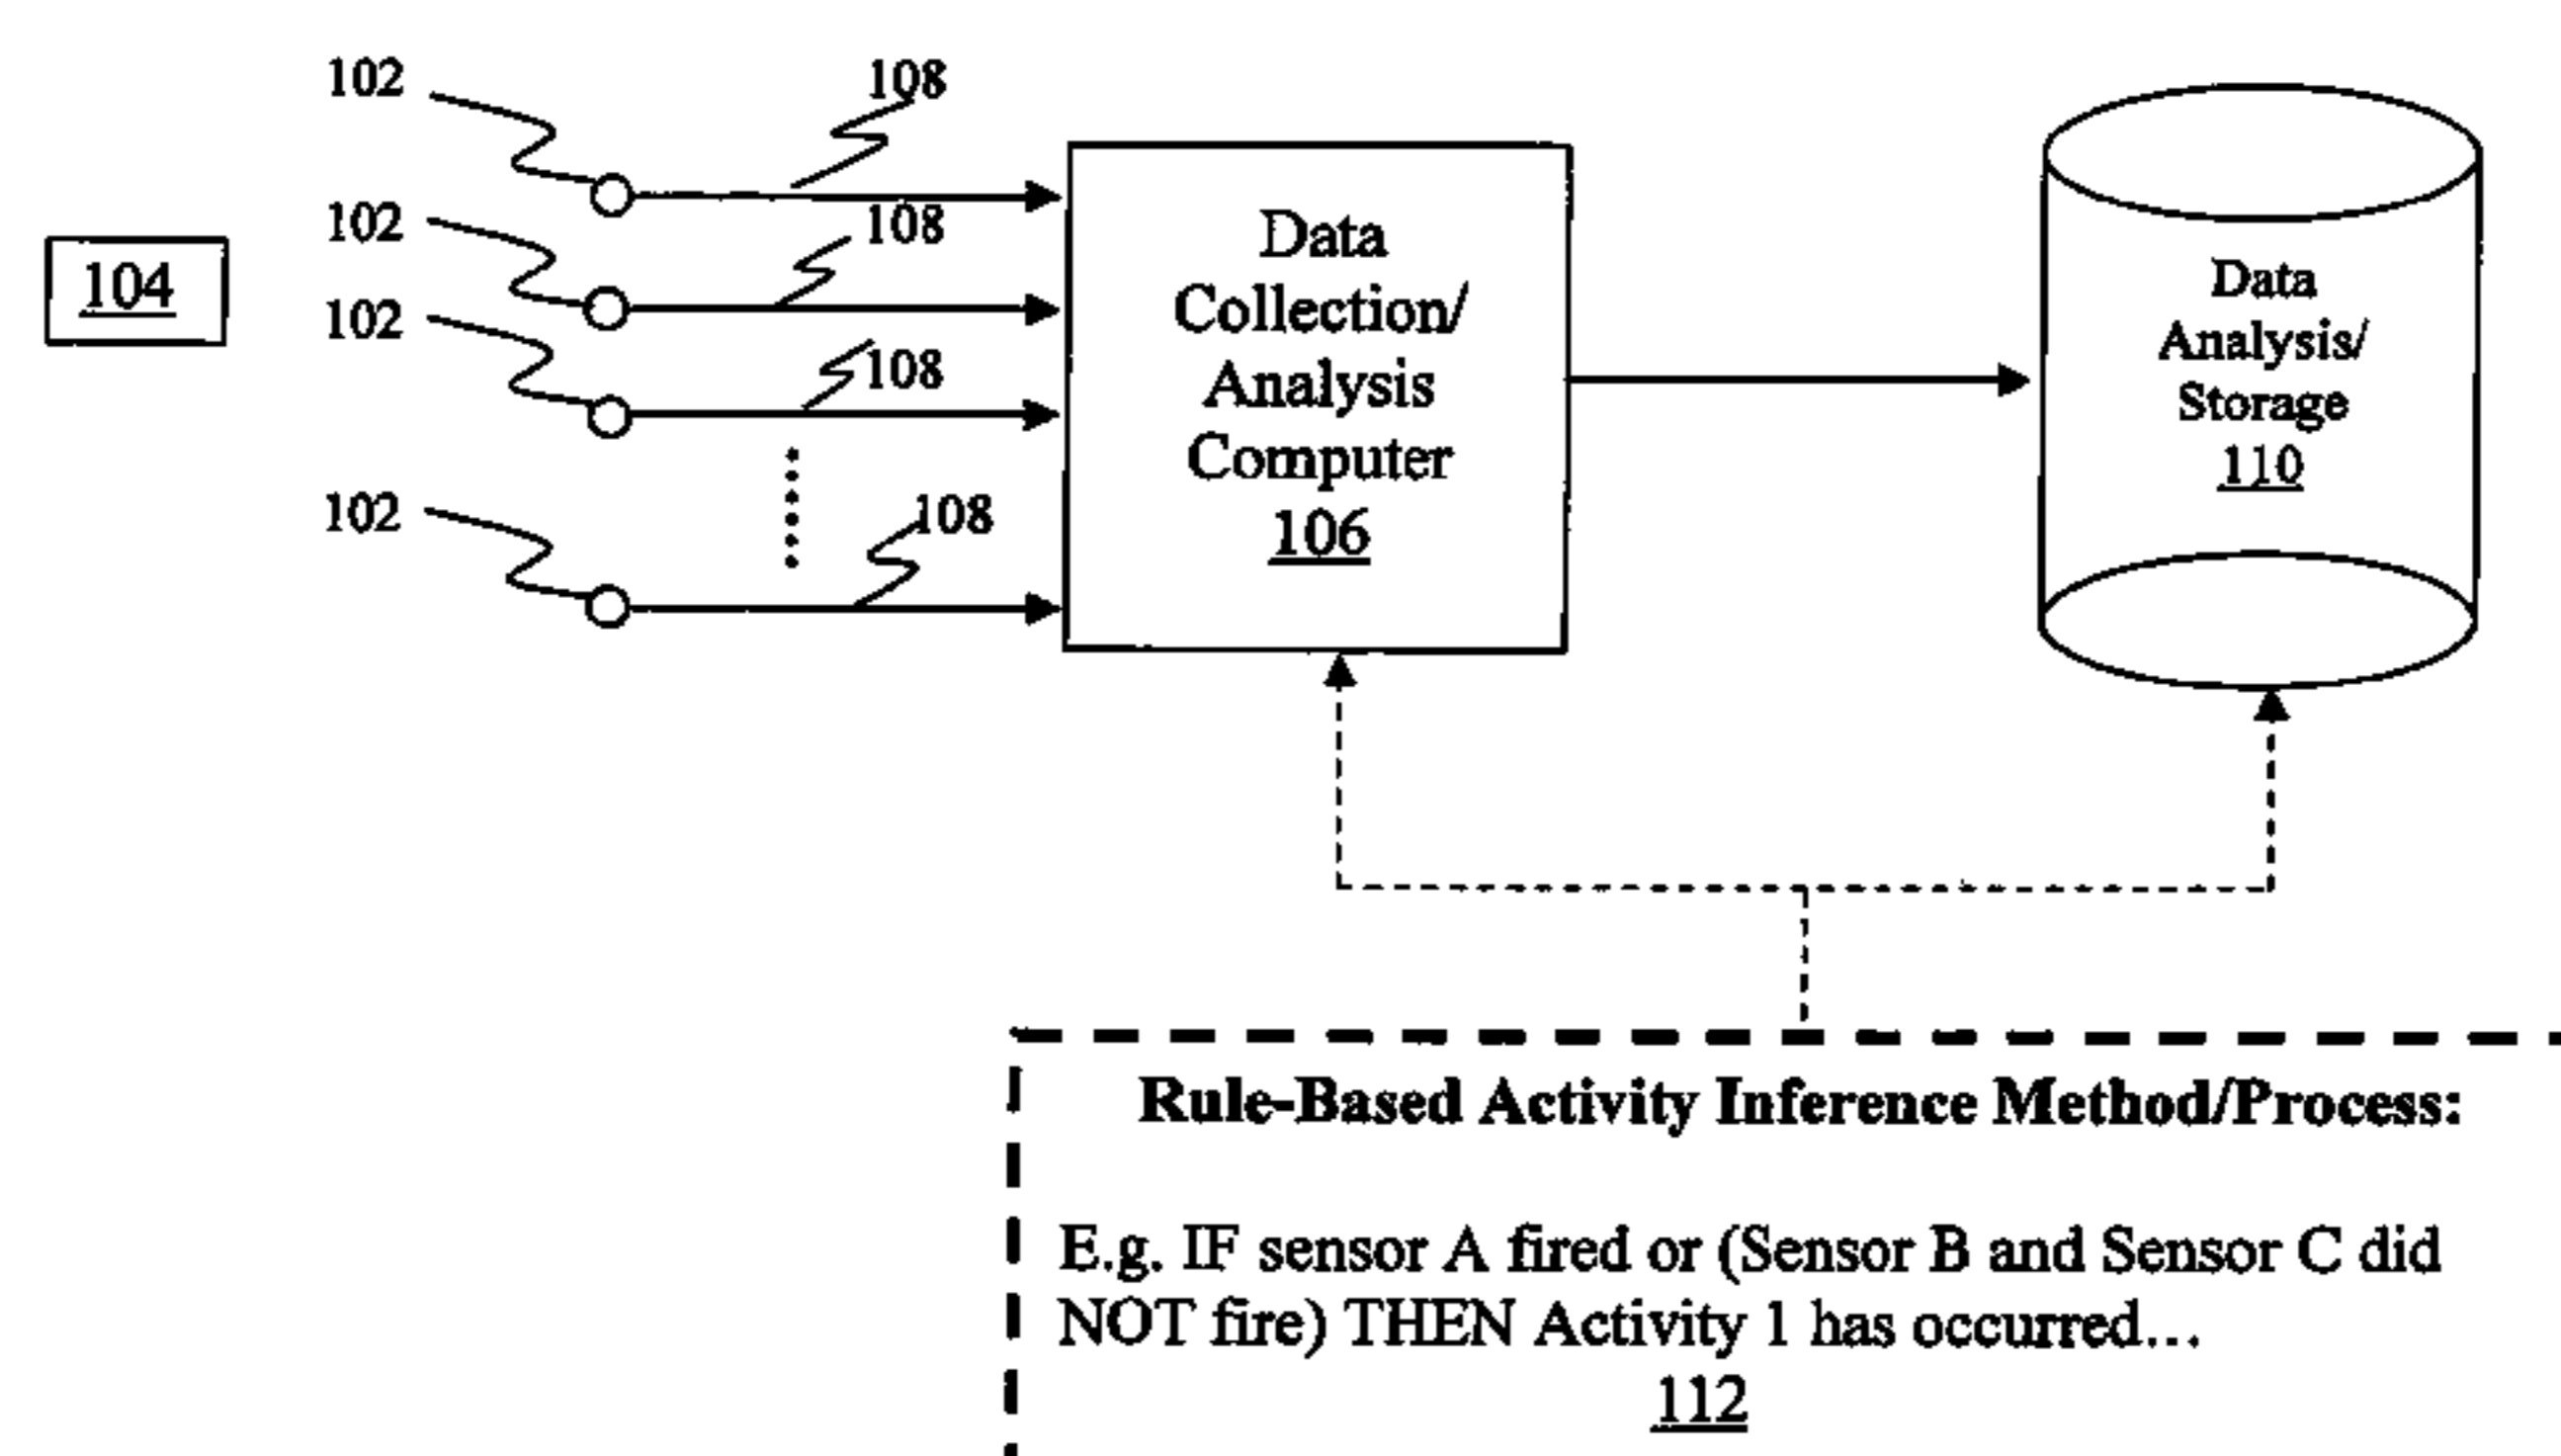 102
108
102
108
104
102
108
102
108
Data
Collection/
Analysis
Computer
106
Data
Analysis/
Storage
110
Rule-Based Activity Inference Method/Process:
E.g. IF sensor A fired or (Sensor B and Sensor C did
NOT fire) THEN Activity 1 has occurred...
112